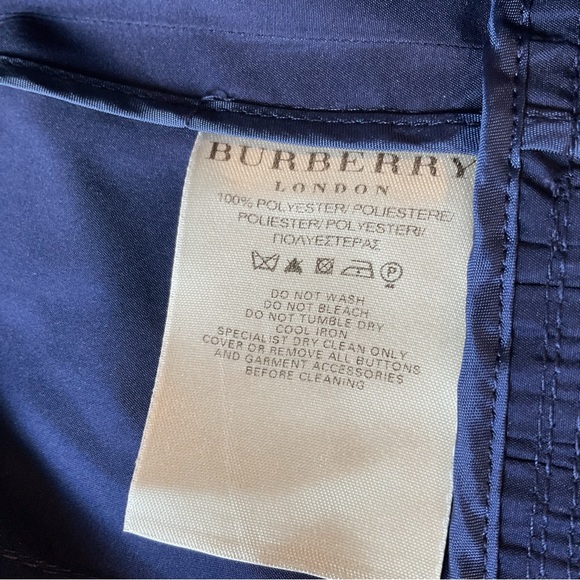 BURBERRY
LONDON
100% POLYESTER/ POLIESTERE/
POLIESTER/ POLYESTER/
ΠΟΛΥΕΣΤΕΡΑΣ
P
DO NOT WASH
DO NOT BLEACH
DO NOT TUMBLE DRY
COOL IRON
SPECIALIST DRY CLEAN ONLY
COVER OR REMOVE ALL BUTTONS
AND GARMENT ACCESSORIES
BEFORE CLEANING